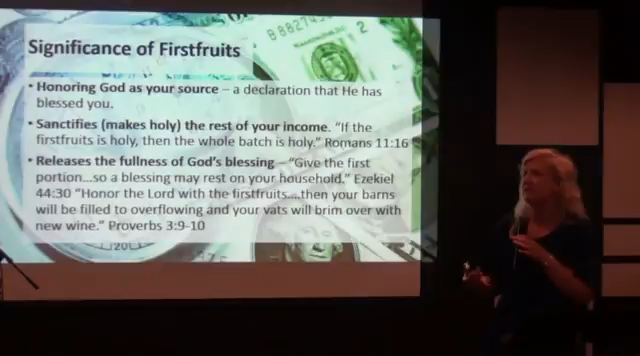 B88274
2
Significance of Firstfruits
• Honoring God as your source – a declaration that He has
blessed you.
• Sanctifies (makes holy) the rest of your income. "If the
firstfruits is holy, then the whole batch is holy." Romans 11:16
• Releases the fullness of God's blessing – "Give the first
portion...so a blessing may rest on your household." Ezekiel
44:30 "Honor the Lord with the firstfruits....then your barns
will be filled to overflowing and your vats will brim over with
new wine." Proverbs 3:9-10